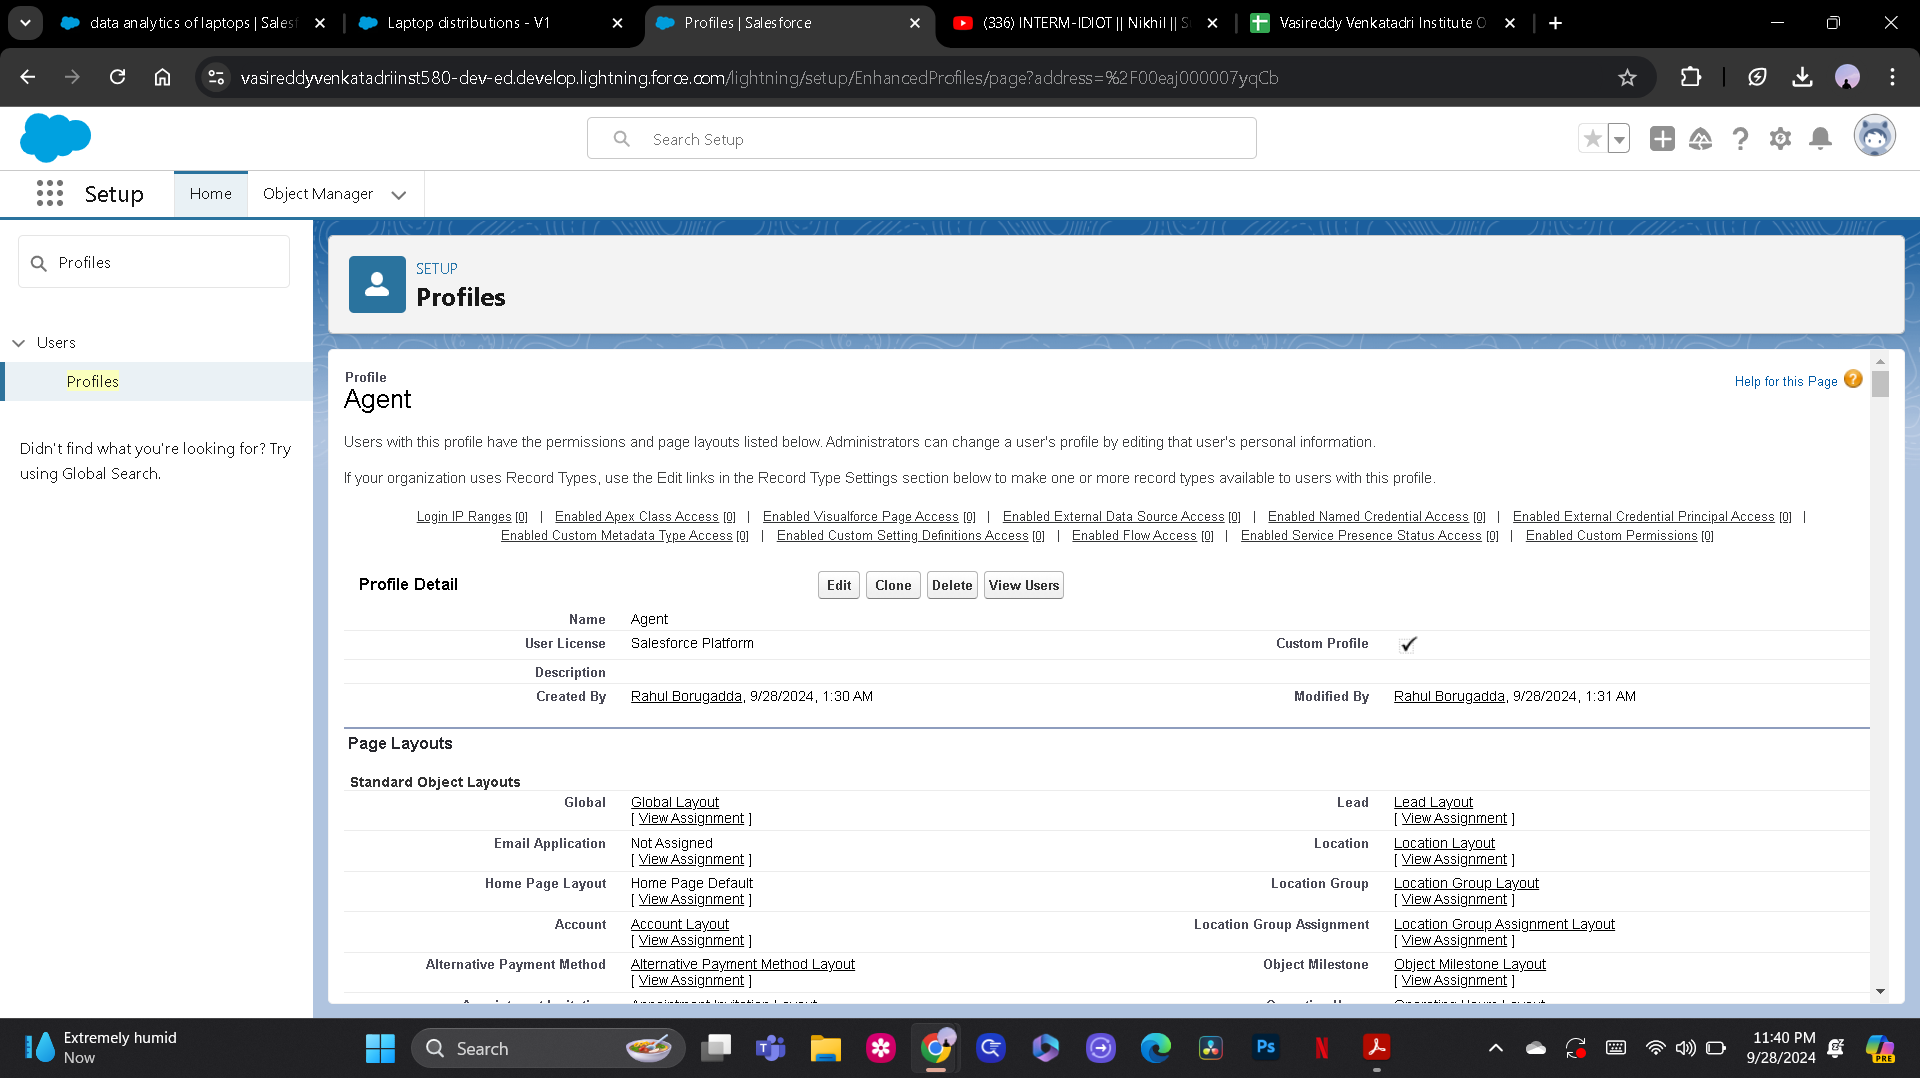 data analytics of laptops | Salesf
Laptop distributions - V1
Profiles | Salesforce
(336) INTERM-IDIOT || Nikhil || S
Vasireddy Venkatadri Institute O
vasireddyvenkatadriinst580-dev-ed.develop.lightning.force.com/lightning/setup/EnhancedProfiles/page?address=%2F00eaj000007yqCb
Search Setup
Setup
Home
Object Manager
Profiles
Users
Profiles
Didn't find what you're looking for? Try
using Global Search.
SETUP
Profiles
Profile
Agent
Help for this Page
Users with this profile have the permissions and page layouts listed below. Administrators can change a user's profile by editing that user's personal information.
If your organization uses Record Types, use the Edit links in the Record Type Settings section below to make one or more record types available to users with this profile.
Login IP Ranges [0] | Enabled Apex Class Access [0] | Enabled Visualforce Page Access [0] | Enabled External Data Source Access [0] | Enabled Named Credential Access [0] | Enabled External Credential Principal Access [0] |
Enabled Custom Metadata Type Access [0] | Enabled Custom Setting Definitions Access [0] | Enabled Flow Access [0] | Enabled Service Presence Status Access [0] | Enabled Custom Permissions [0]
Profile Detail
Edit Clone Delete View Users
Name Agent
User License Salesforce Platform Custom Profile
Description
Created By Rahul Borugadda, 9/28/2024, 1:30 AM Modified By Rahul Borugadda, 9/28/2024, 1:31 AM
Page Layouts
Standard Object Layouts
Global Global Layout Lead Lead Layout
[ View Assignment ] [ View Assignment ]
Email Application Not Assigned Location Location Layout
[ View Assignment ] [ View Assignment ]
Home Page Layout Home Page Default Location Group Location Group Layout
[ View Assignment ] [ View Assignment ]
Account Account Layout Location Group Assignment Location Group Assignment Layout
[ View Assignment ] [ View Assignment ]
Alternative Payment Method Alternative Payment Method Layout Object Milestone Object Milestone Layout
[ View Assignment ] [ View Assignment ]
Extremely humid
Now
Search
Ps
11:40 PM
9/28/2024
PRE